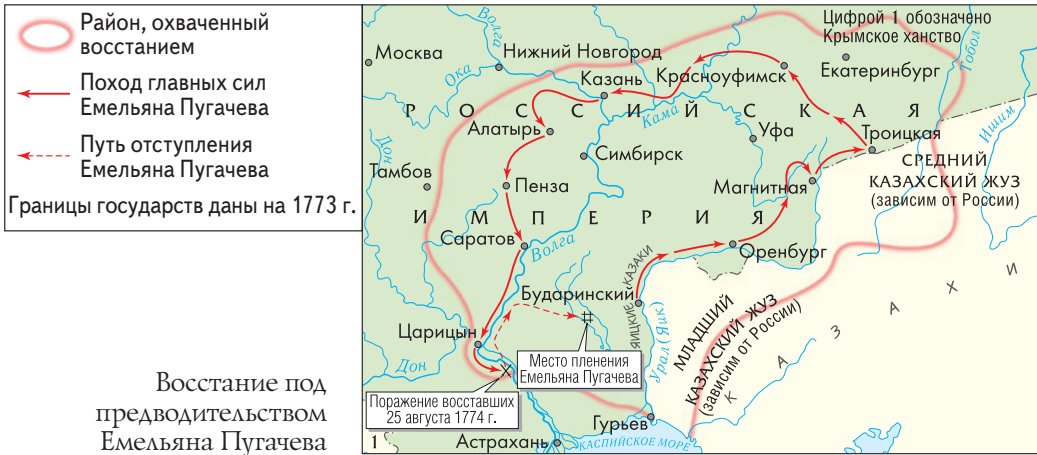 Район, охваченный
восстанием
Поход главных сил
Емельяна Пугачева
Путь отступления
Емельяна Пугачева
Границы государств даны на 1773 г.
Восстание под
предводительством
Емельяна Пугачева
Цифрой 1 обозначено
Крымское ханство
Волга
Москва
Нижний Новгород
Ока
Казань
Красноуфимск
Екатеринбург
Тобол
РОССИЙСКАЯ
Кама
Алатырь
Уфа
Троицкая
Ишим
Дон
Симбирск
СРЕДНИЙ
КАЗАХСКИЙ ЖУЗ
(зависим от России)
Тамбов
Пенза
Магнитная
ИМПЕРИЯ
Саратов
Волга
Оренбург
ЯИЦКИЕ КАЗАКИ
Бударинский
Урал (Яик)
МЛАДШИЙ
КАЗАХСКИЙ ЖУЗ
(зависим от России)
КАЗАХИ
Царицын
Дон
Место пленения
Емельяна Пугачева
Поражение восставших
25 августа 1774 г.
Гурьев
1
Астрахань
КАСПИЙСКОЕ МОРЕ